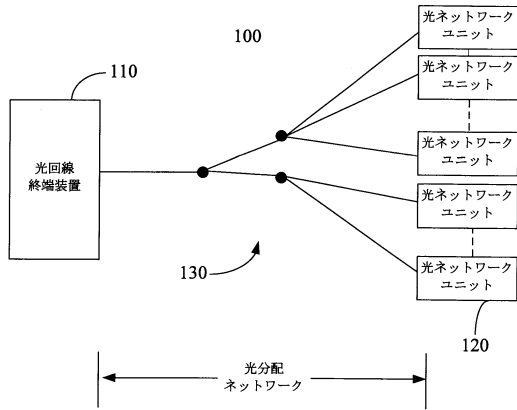 100
110
光回線
終端装置
光ネットワーク
ユニット
光ネットワーク
ユニット
光ネットワーク
ユニット
光ネットワーク
ユニット
光ネットワーク
ユニット
130
120
光分配
ネットワーク